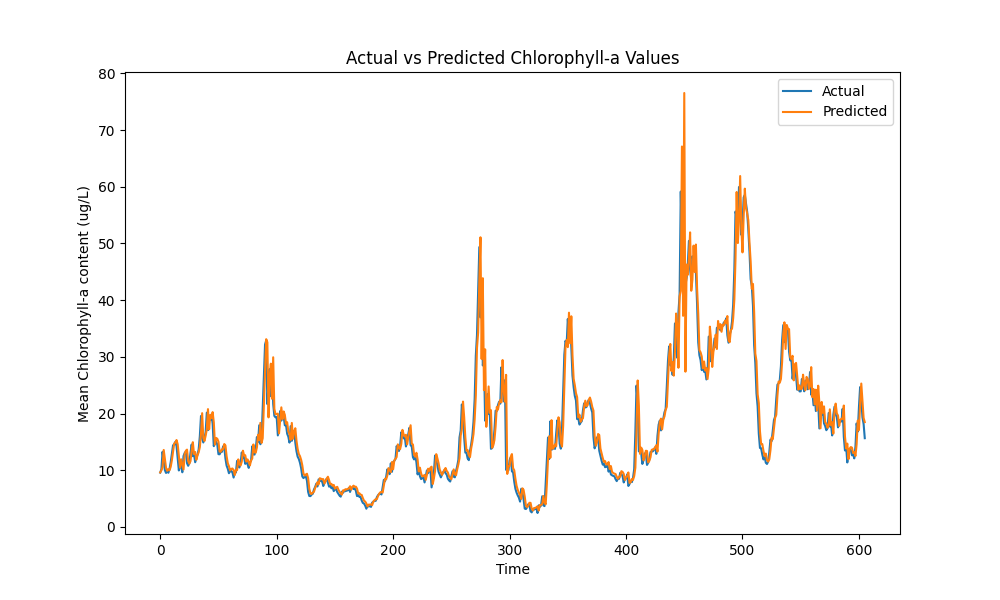 Actual vs Predicted Chlorophyll-a Values
Actual
Predicted
Mean Chlorophyll-a content (ug/L)
80
70
60
50
40
30
20
10
0
0 100 200 300 400 500 600
Time